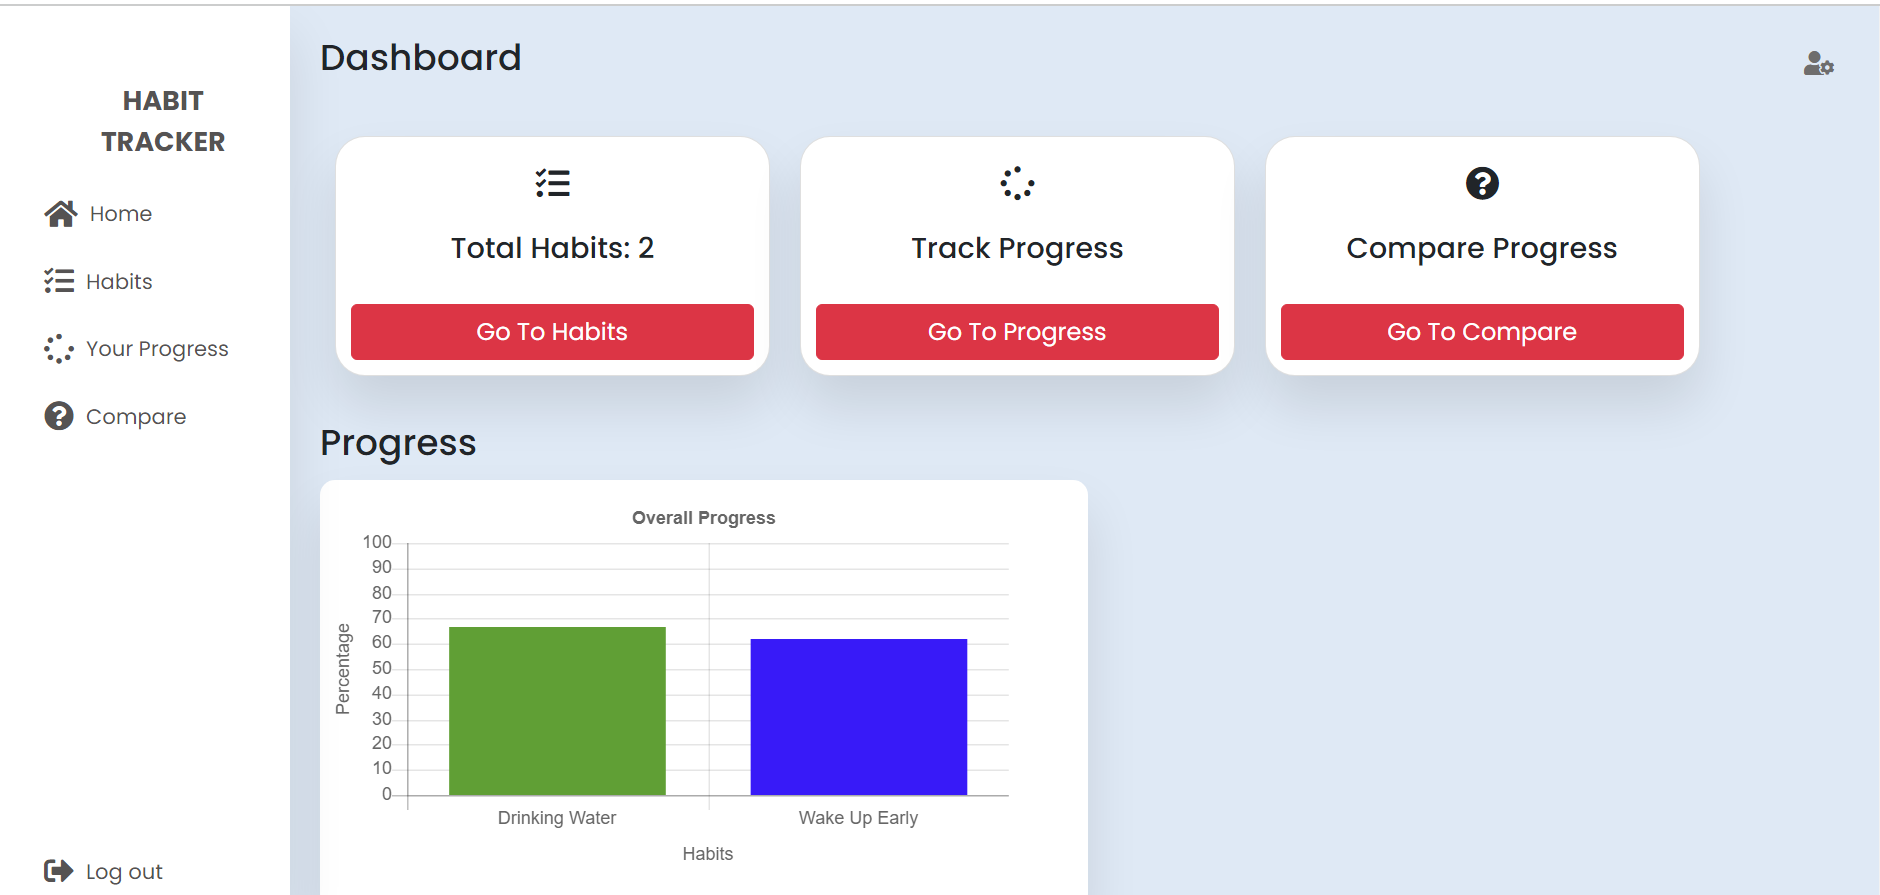 HABIT
TRACKER
Home
Habits
Your Progress
Compare
Log out
Dashboard
Total Habits: 2
Go To Habits
Track Progress
Go To Progress
Compare Progress
Go To Compare
Progress
Overall Progress
Percentage
100
90
80
70
60
50
40
30
20
10
0
Drinking Water
Wake Up Early
Habits